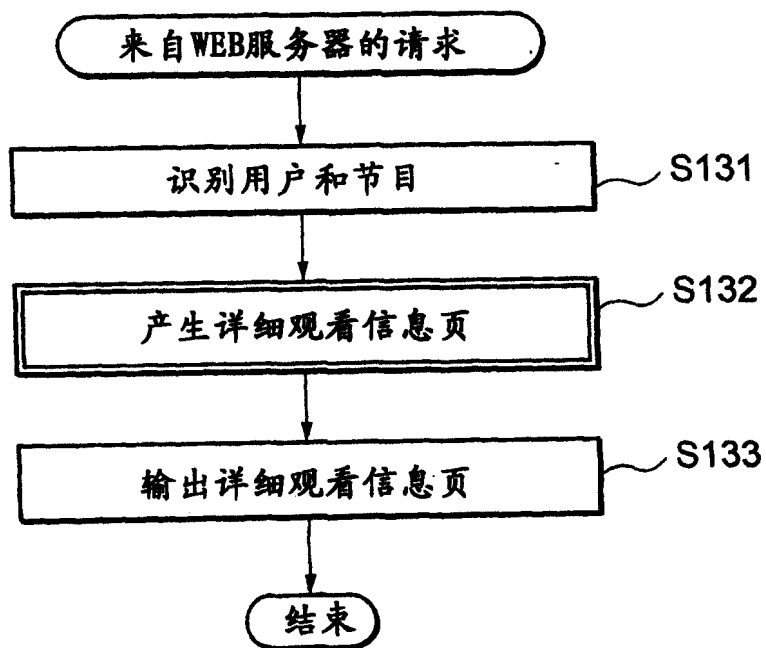 来自WEB服务器的请求
识别用户和节目
S131
产生详细观看信息页
S132
输出详细观看信息页
S133
结束